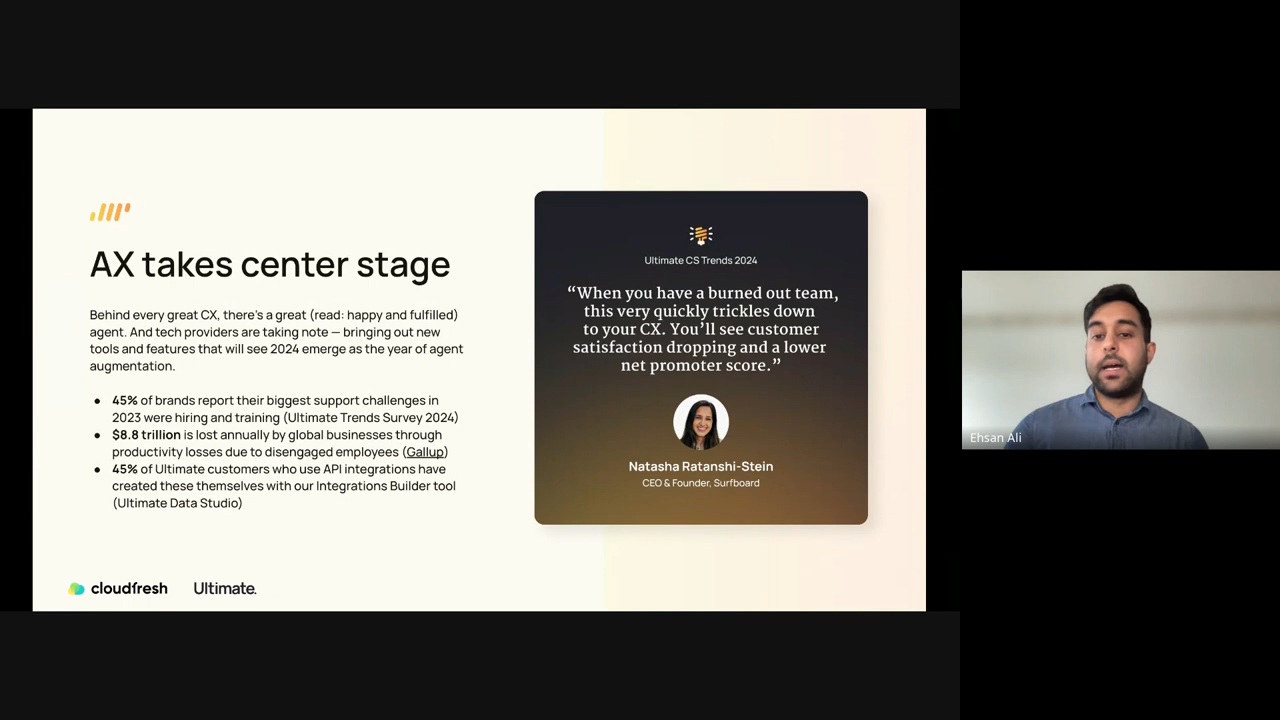 AX takes center stage
Behind every great CX, there's a great (read: happy and fulfilled)
agent. And tech providers are taking note — bringing out new
tools and features that will see 2024 emerge as the year of agent
augmentation.
● 45% of brands report their biggest support challenges in
2023 were hiring and training (Ultimate Trends Survey 2024)
● $8.8 trillion is lost annually by global businesses through
productivity losses due to disengaged employees (Gallup)
● 45% of Ultimate customers who use API integrations have
created these themselves with our Integrations Builder tool
(Ultimate Data Studio)
cloudfresh Ultimate.
Ultimate CS Trends 2024
“When you have a burned out team,
this very quickly trickles down
to your CX. You’ll see customer
satisfaction dropping and a lower
net promoter score.”
Natasha Ratanshi-Stein
CEO & Founder, Surfboard
Ehsan Ali